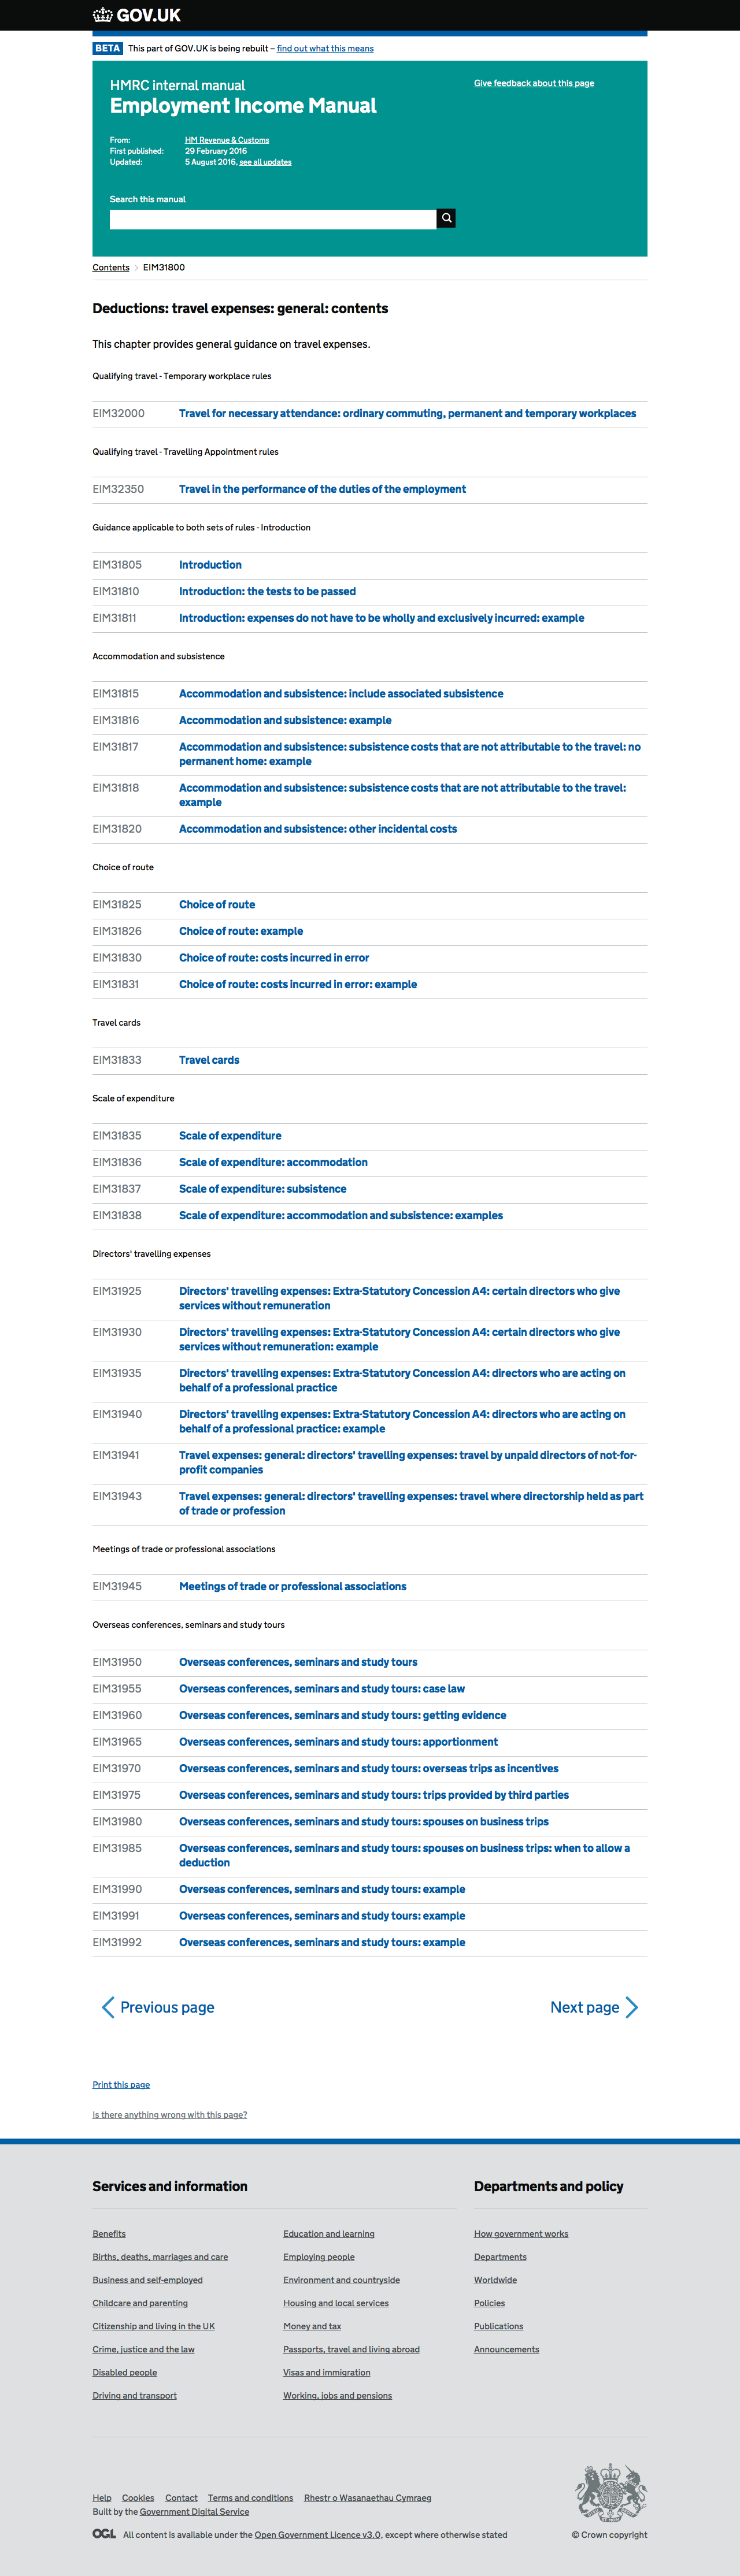 GOV.UK
BETA This part of GOV.UK is being rebuilt – find out what this means
HMRC internal manual
Employment Income Manual
Give feedback about this page
From: HM Revenue & Customs
First published: 29 February 2016
Updated: 5 August 2016, see all updates
Search this manual
Contents EIM31800
Deductions: travel expenses: general: contents
This chapter provides general guidance on travel expenses.
Qualifying travel - Temporary workplace rules
EIM32000 Travel for necessary attendance: ordinary commuting, permanent and temporary workplaces
Qualifying travel - Travelling Appointment rules
EIM32350 Travel in the performance of the duties of the employment
Guidance applicable to both sets of rules - Introduction
EIM31805 Introduction
EIM31810 Introduction: the tests to be passed
EIM31811 Introduction: expenses do not have to be wholly and exclusively incurred: example
Accommodation and subsistence
EIM31815 Accommodation and subsistence: include associated subsistence
EIM31816 Accommodation and subsistence: example
EIM31817 Accommodation and subsistence: subsistence costs that are not attributable to the travel: no
permanent home: example
EIM31818 Accommodation and subsistence: subsistence costs that are not attributable to the travel:
example
EIM31820 Accommodation and subsistence: other incidental costs
Choice of route
EIM31825 Choice of route
EIM31826 Choice of route: example
EIM31830 Choice of route: costs incurred in error
EIM31831 Choice of route: costs incurred in error: example
Travel cards
EIM31833 Travel cards
Scale of expenditure
EIM31835 Scale of expenditure
EIM31836 Scale of expenditure: accommodation
EIM31837 Scale of expenditure: subsistence
EIM31838 Scale of expenditure: accommodation and subsistence: examples
Directors' travelling expenses
EIM31925 Directors' travelling expenses: Extra-Statutory Concession A4: certain directors who give
services without remuneration
EIM31930 Directors' travelling expenses: Extra-Statutory Concession A4: certain directors who give
services without remuneration: example
EIM31935 Directors' travelling expenses: Extra-Statutory Concession A4: directors who are acting on
behalf of a professional practice
EIM31940 Directors' travelling expenses: Extra-Statutory Concession A4: directors who are acting on
behalf of a professional practice: example
EIM31941 Travel expenses: general: directors' travelling expenses: travel by unpaid directors of not-for-
profit companies
EIM31943 Travel expenses: general: directors' travelling expenses: travel where directorship held as part
of trade or profession
Meetings of trade or professional associations
EIM31945 Meetings of trade or professional associations
Overseas conferences, seminars and study tours
EIM31950 Overseas conferences, seminars and study tours
EIM31955 Overseas conferences, seminars and study tours: case law
EIM31960 Overseas conferences, seminars and study tours: getting evidence
EIM31965 Overseas conferences, seminars and study tours: apportionment
EIM31970 Overseas conferences, seminars and study tours: overseas trips as incentives
EIM31975 Overseas conferences, seminars and study tours: trips provided by third parties
EIM31980 Overseas conferences, seminars and study tours: spouses on business trips
EIM31985 Overseas conferences, seminars and study tours: spouses on business trips: when to allow a
deduction
EIM31990 Overseas conferences, seminars and study tours: example
EIM31991 Overseas conferences, seminars and study tours: example
EIM31992 Overseas conferences, seminars and study tours: example
Previous page Next page
Print this page
Is there anything wrong with this page?
Services and information
Benefits
Births, deaths, marriages and care
Business and self-employed
Childcare and parenting
Citizenship and living in the UK
Crime, justice and the law
Disabled people
Driving and transport
Education and learning
Employing people
Environment and countryside
Housing and local services
Money and tax
Passports, travel and living abroad
Visas and immigration
Working, jobs and pensions
Departments and policy
How government works
Departments
Worldwide
Policies
Publications
Announcements
Help Cookies Contact Terms and conditions Rhestr o Wasanaethau Cymraeg
Built by the Government Digital Service
OGL All content is available under the Open Government Licence v3.0, except where otherwise stated
© Crown copyright